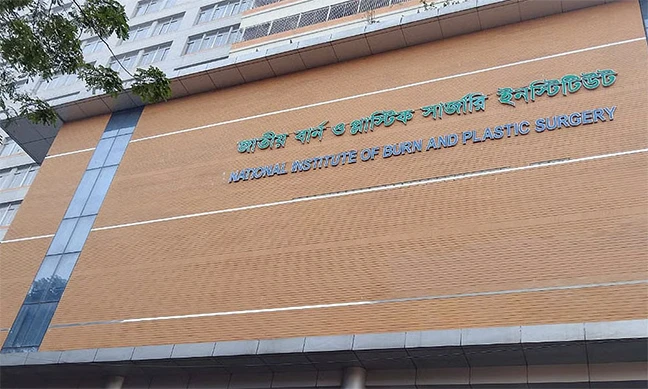 জাতীয় বার্ন ও প্লাস্টিক সার্জারি ইনস্টিটিউট
NATIONAL INSTITUTE OF BURN AND PLASTIC SURGERY